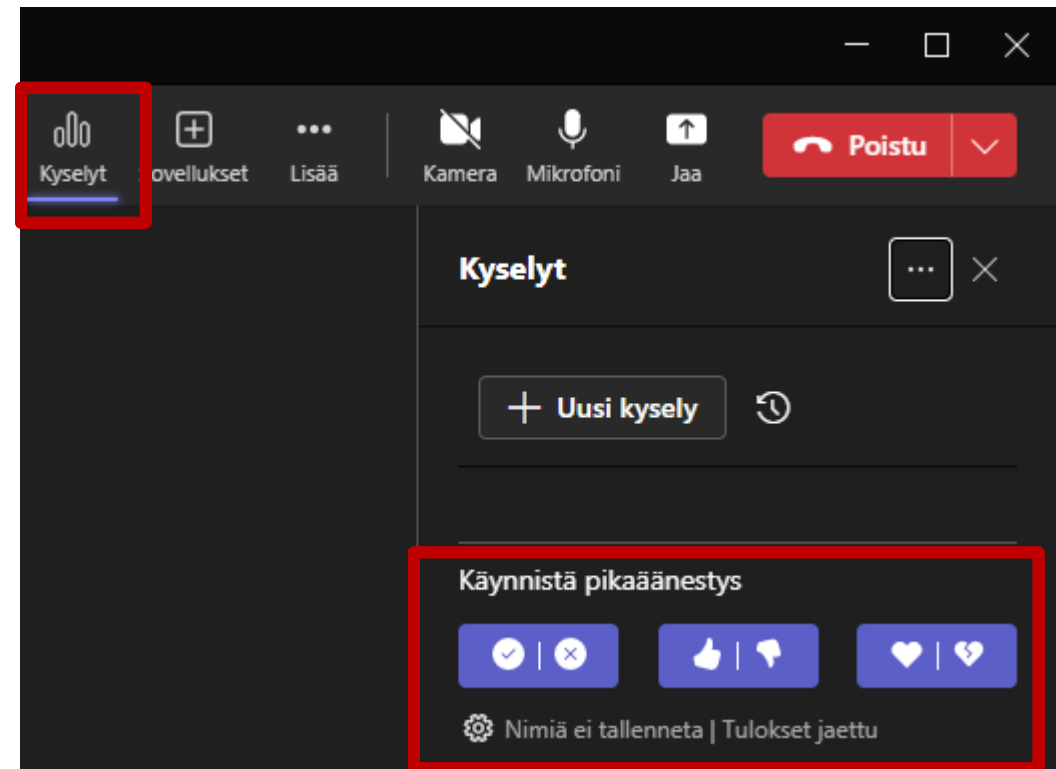 Kyselyt
ovellukset
Lisää
Kamera
Mikrofoni
Jaa
Poistu
Kyselyt
Uusi kysely
Käynnistä pikaäänestys
Nimiä ei tallenneta | Tulokset jaettu